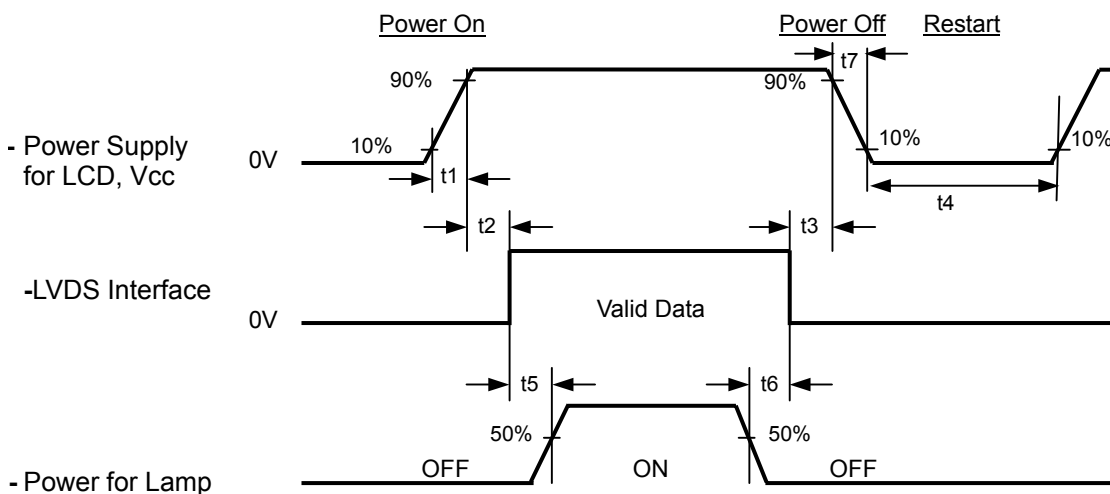 Power On Power Off Restart
t7
90% 90%
- Power Supply
for LCD, Vcc
0V 10% 10% 10%
t1 t4
t2 t3
-LVDS Interface
0V Valid Data
t5 t6
50% 50%
- Power for Lamp
OFF ON OFF